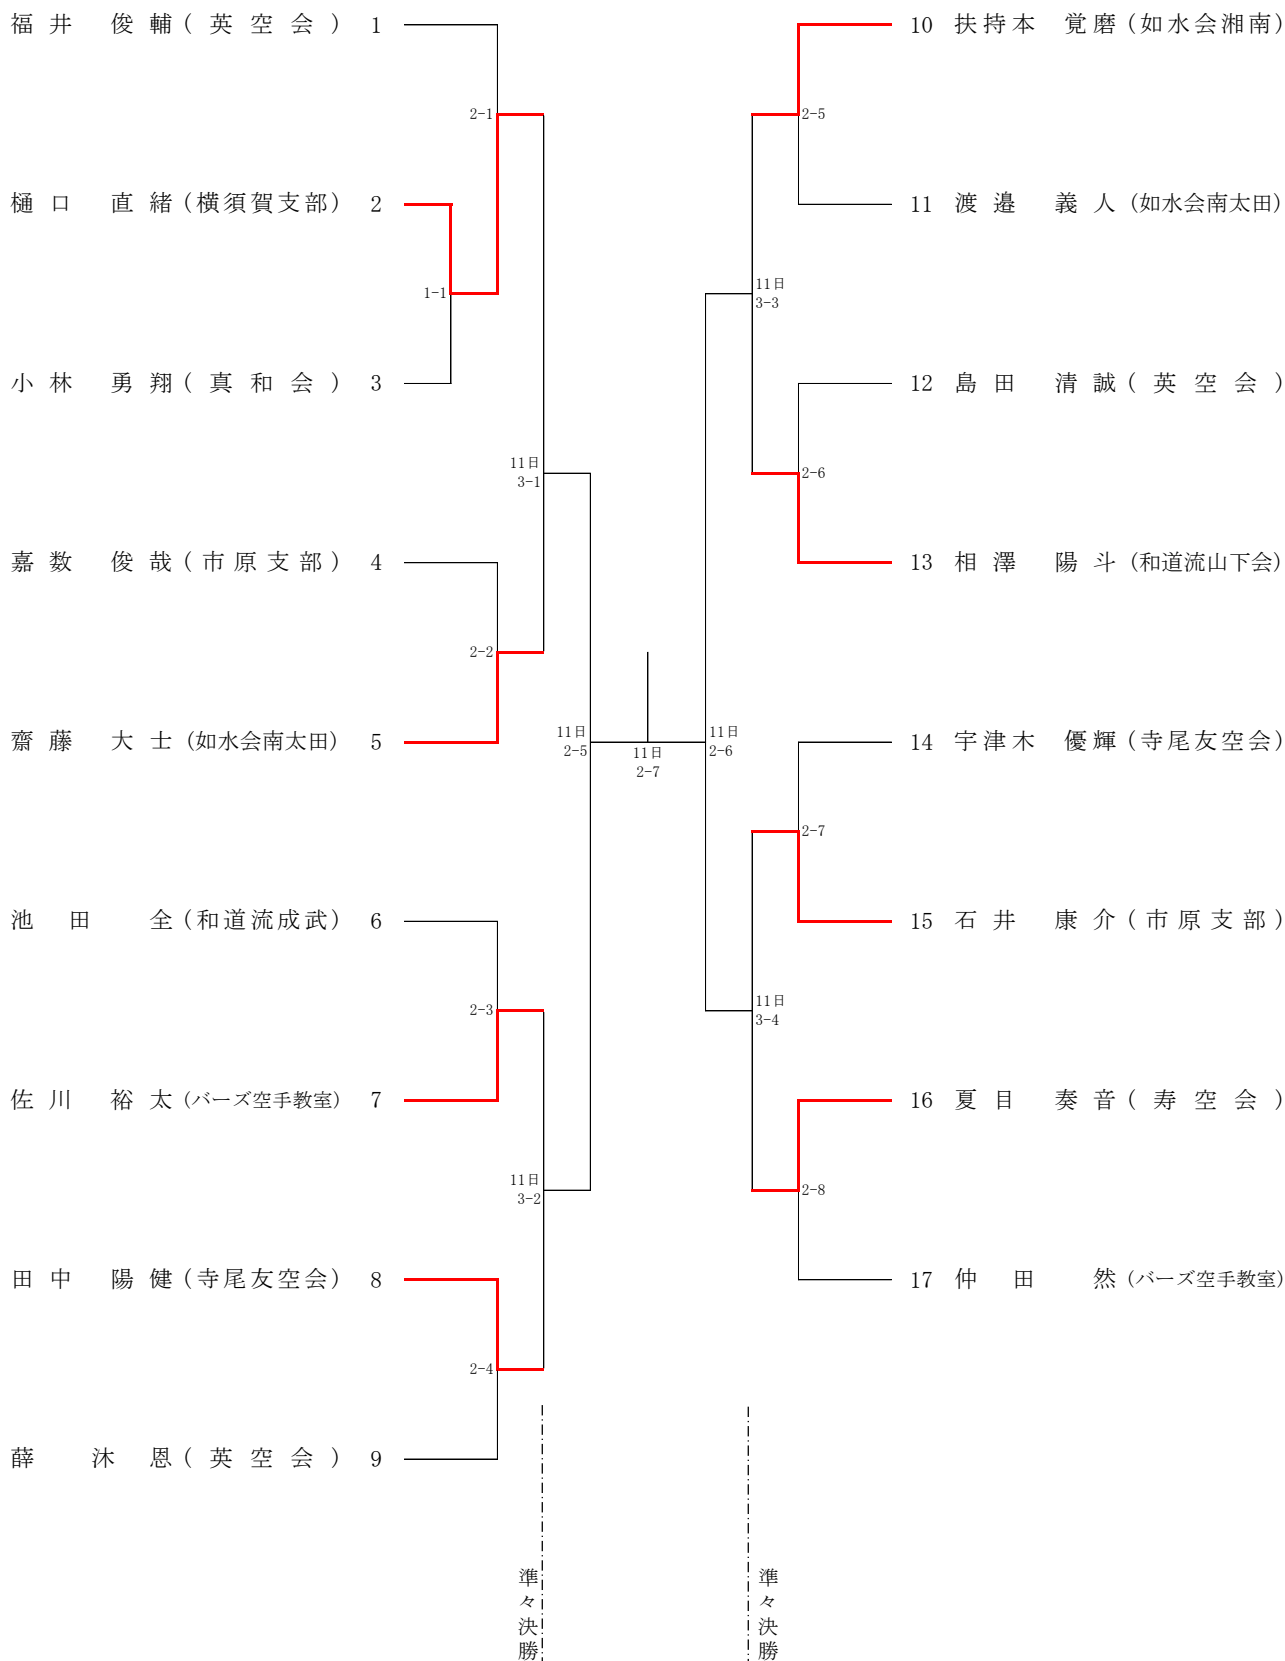 福井 俊輔(英空会) 1
2-1
樋口 直緒(横須賀支部) 2
1-1
小林 勇翔(真和会) 3
11日
3-1
嘉数 俊哉(市原支部) 4
2-2
齋藤 大士(如水会南太田) 5
11日
2-5
池田 全(和道流成武) 6
2-3
佐川 裕太(バーズ空手教室) 7
11日
3-2
田中 陽健(寺尾友空会) 8
2-4
薛 沐恩(英空会) 9
準々決勝
11日
2-7
10 扶持本 覚磨(如水会湘南)
2-5
11 渡邉 義人(如水会南太田)
11日
3-3
12 島田 清誠(英空会)
2-6
13 相澤 陽斗(和道流山下会)
11日
2-6
14 宇津木 優輝(寺尾友空会)
2-7
15 石井 康介(市原支部)
11日
3-4
16 夏目 奏音(寿空会)
2-8
17 仲田 然(バーズ空手教室)
準々決勝